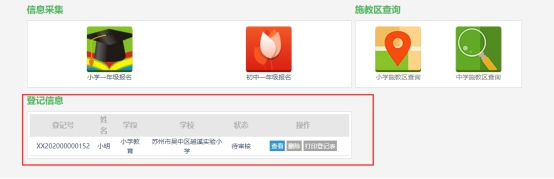 信息采集
施教区查询
小学一年级报名
初中一年级报名
小学施教区查询
中学施教区查询
登记信息
登记号 姓名 学段 学校 状态 操作
XX202000000152 小明 小学教育 苏州市吴中区碧溪实验小学 待审核 查看 删除 打印登记表